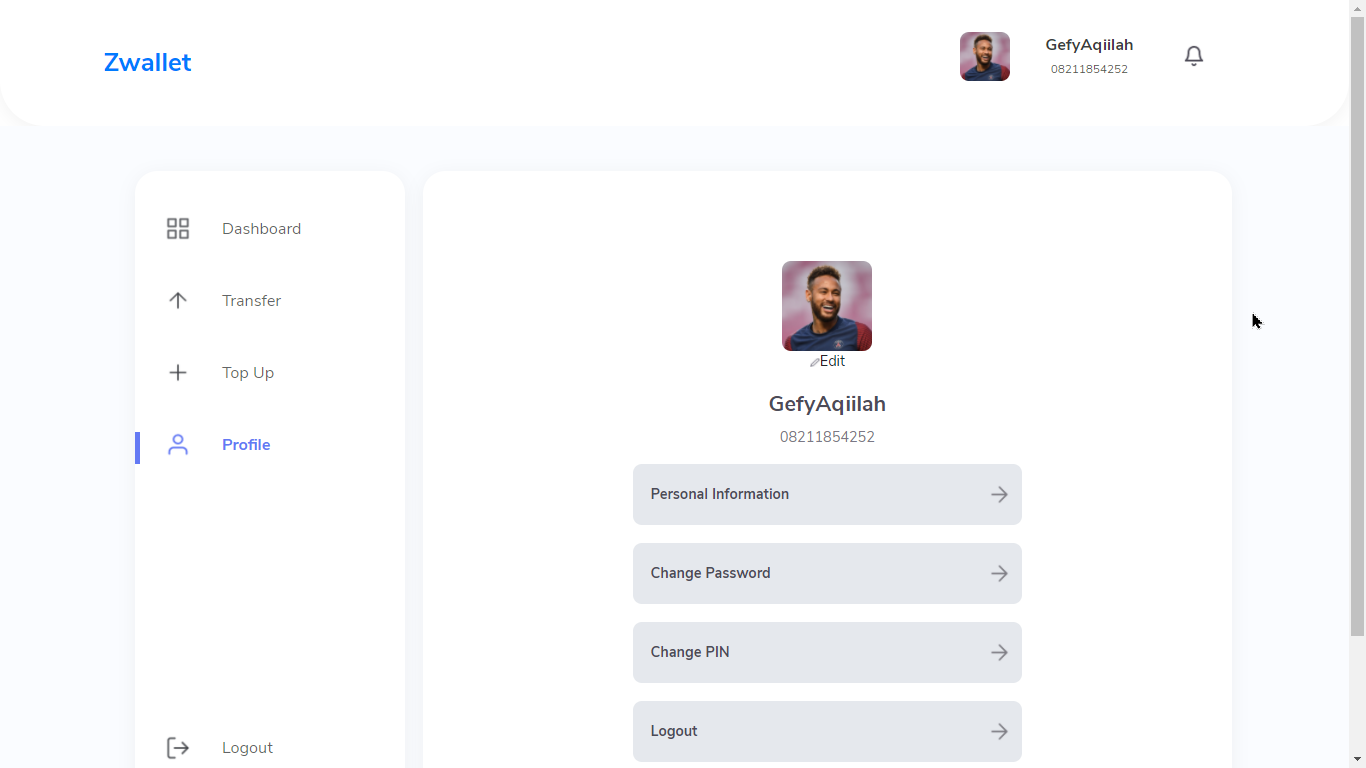 Zwallet
GefyAqiilah
08211854252
Dashboard
Transfer
Top Up
Profile
Logout
Edit
GefyAqiilah
08211854252
Personal Information
Change Password
Change PIN
Logout